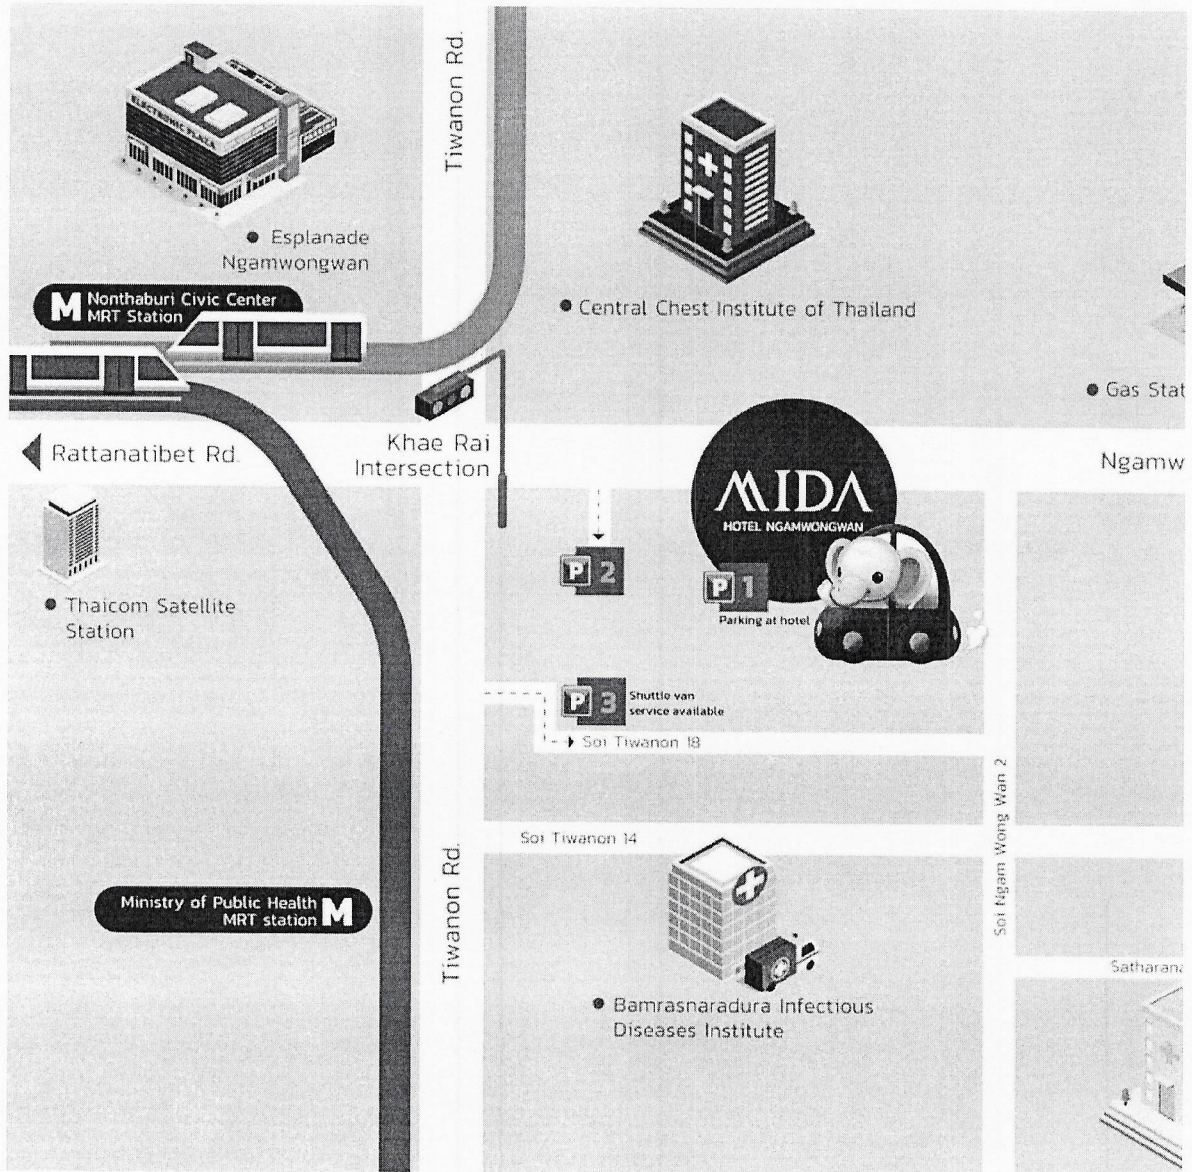 Tiwanon Rd.
ELECTRONIC PLAZA
Esplanade
Ngamwongwan
M Nonthaburi Civic Center
MRT Station
Central Chest Institute of Thailand
Gas Stat
Khae Rai
Intersection
Rattanatibet Rd.
Ngamw
MIDA
HOTEL NGAMWONGWAN
P 2
P 1
Parking at hotel
Thaicom Satellite
Station
P 3
Shuttle van
service available
Soi Tiwanon 18
Soi Ngam Wong Wan 2
Soi Tiwanon 14
Tiwanon Rd.
Ministry of Public Health M
MRT station
Satharana
Bamrasnaradura Infectious
Diseases Institute